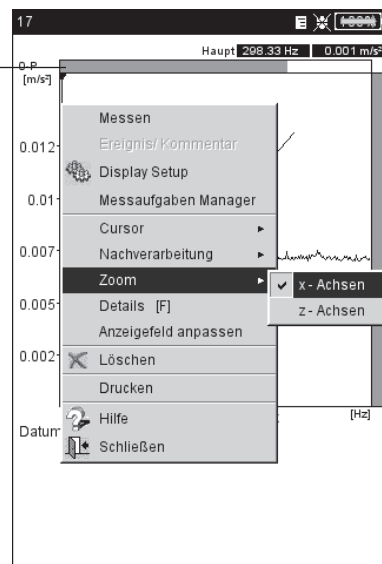 17
100%
Haupt 298.33 Hz 0.001 m/s²
0-P
[m/s²]
0.012
0.01
0.007
0.005
0.002
Messen
Ereignis/ Kommentar
Display Setup
Messaufgaben Manager
Cursor
Nachverarbeitung
Zoom
x - Achsen
z - Achsen
Details [F]
Anzeigefeld anpassen
Löschen
Drucken
Hilfe
Schließen
[Hz]